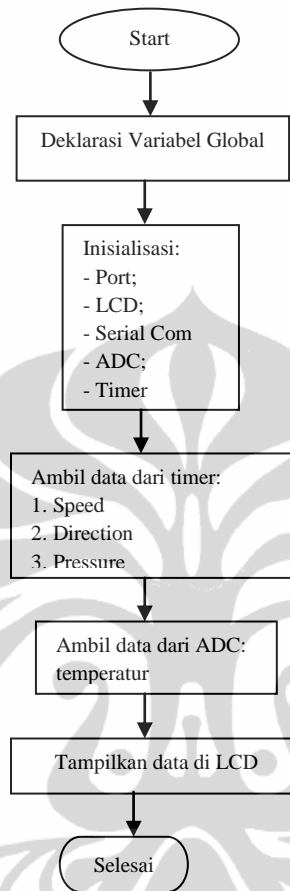 Start
Deklarasi Variabel Global
Inisialisasi:
- Port;
- LCD;
- Serial Com
- ADC;
- Timer
Ambil data dari timer:
1. Speed
2. Direction
3. Pressure
Ambil data dari ADC:
temperatur
Tampilkan data di LCD
Selesai